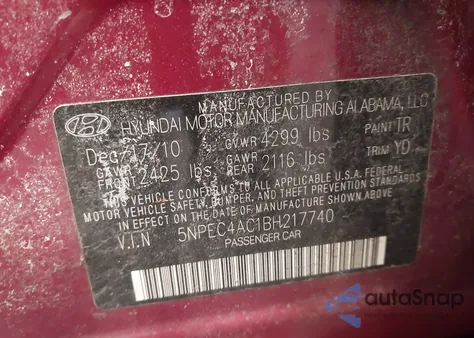 MANUFACTURED BY
HYUNDAI MOTOR MANUFACTURING ALABAMA, LLC
Dec/17/10 GVWR 4299 lbs PAINT TR
GAWR FRONT 2425 lbs GAWR REAR 2116 lbs TRIM YD
THIS VEHICLE CONFORMS TO ALL APPLICABLE U.S.A. FEDERAL
MOTOR VEHICLE SAFETY AND THEFT PREVENTION STANDARDS
IN EFFECT ON THE DATE OF MANUFACTURE SHOWN ABOVE.
V.I.N 5NPEC4AC1BH217740
PASSENGER CAR
autoSnap